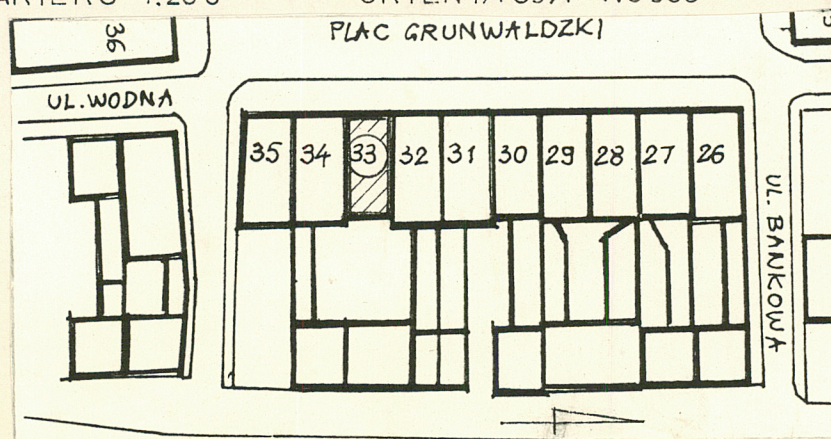 36
PLAC GRUNWALDZKI
UL. WODNA
35 34 33 32 31 30 29 28 27 26
UL. BANKOWA